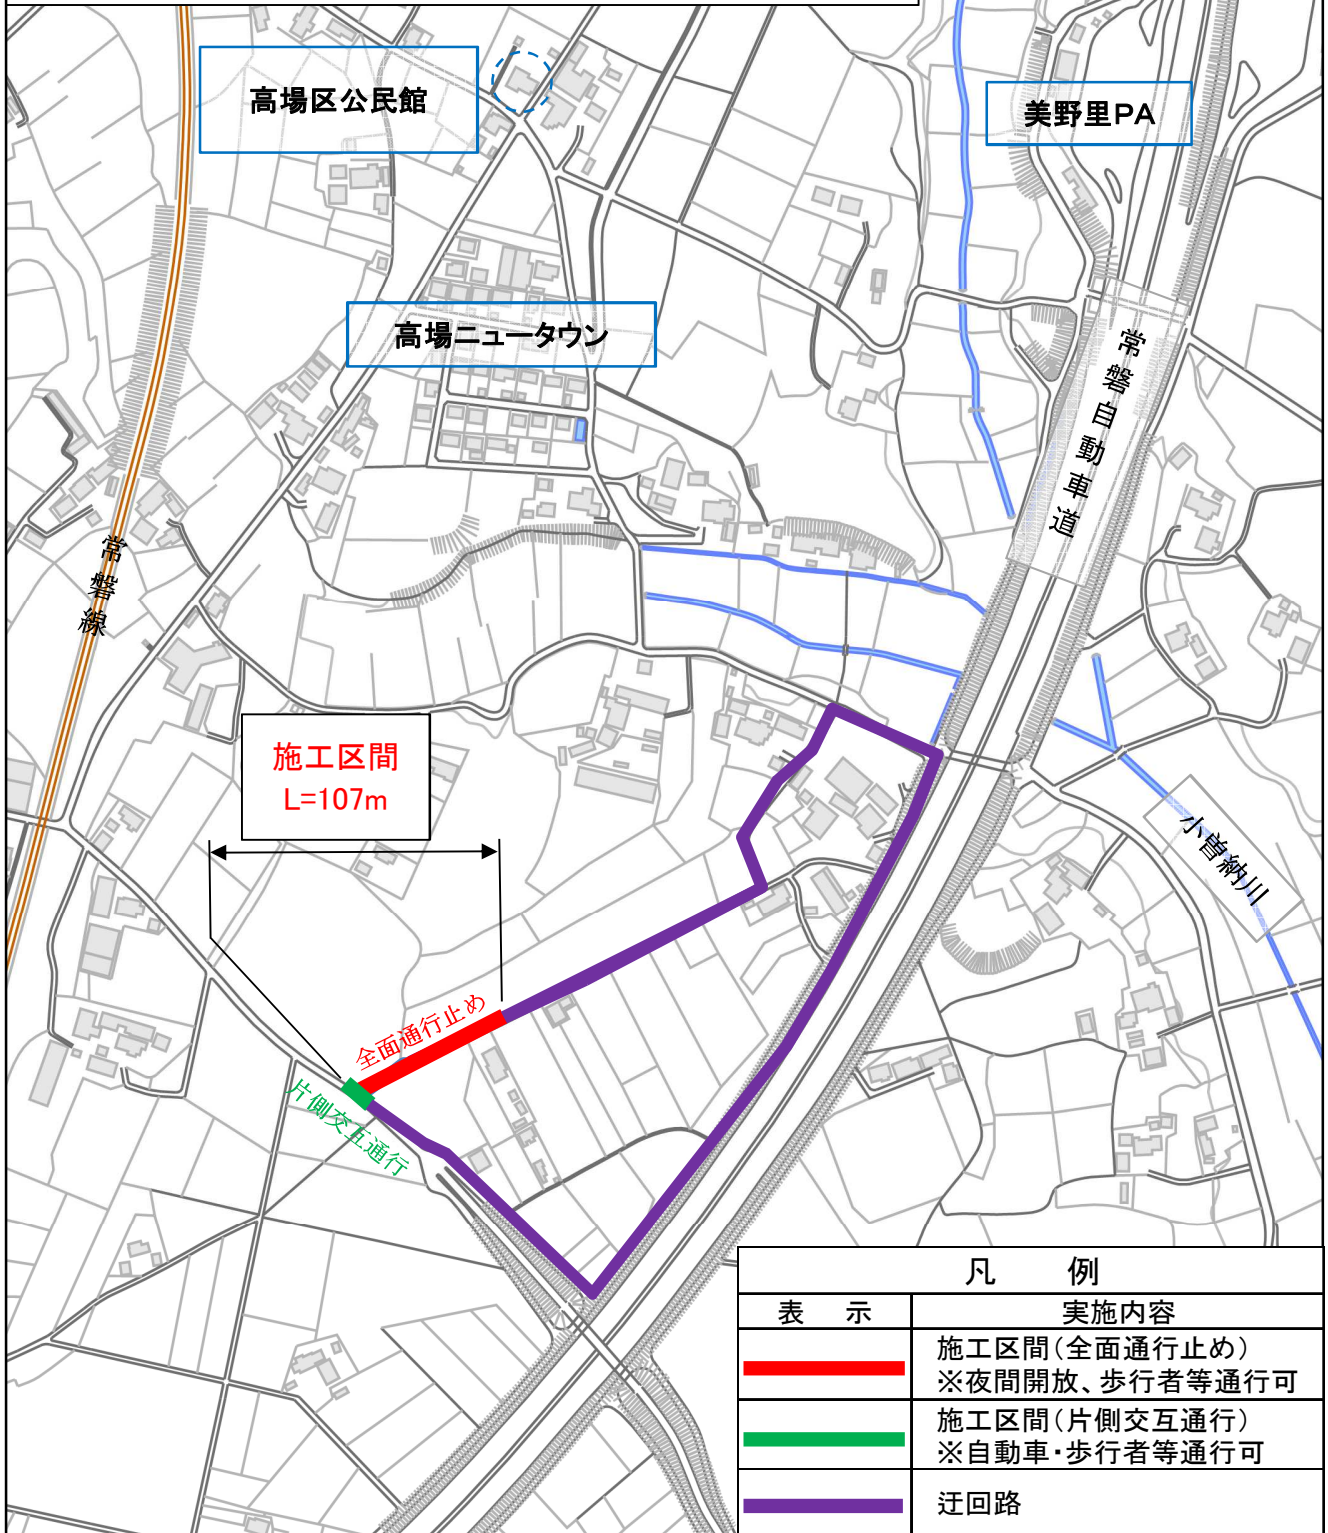 高場区公民館
美野里PA
高場ニュータウン
常磐自動車道
常磐線
施工区間
L=107m
小曽納川
全面通行止め
片側交互通行
凡　例
表　示
実施内容
施工区間(全面通行止め)
※夜間開放、歩行者等通行可
施工区間(片側交互通行)
※自動車・歩行者等通行可
迂回路